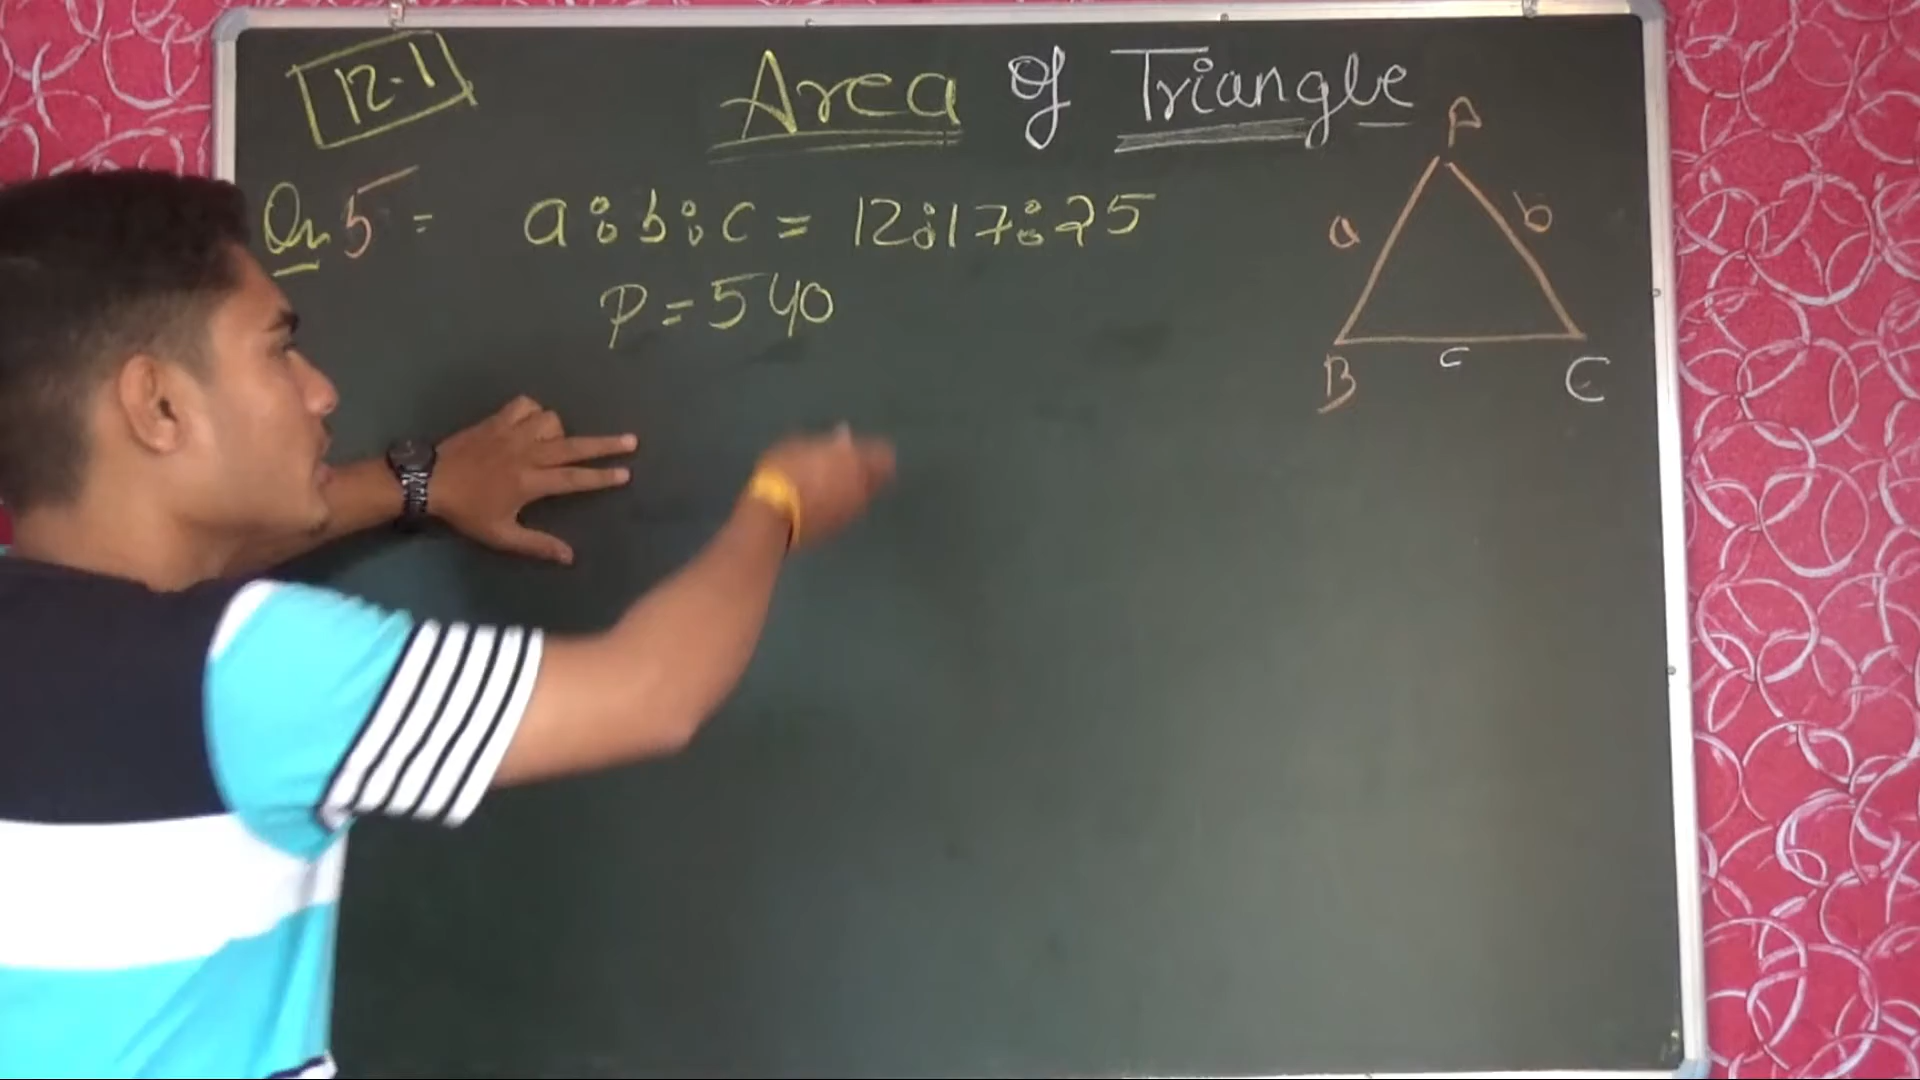 12.1
Area of Triangle
Qn 5 = a:b:c = 12:17:25
P = 540
A
a
b
B
c
C